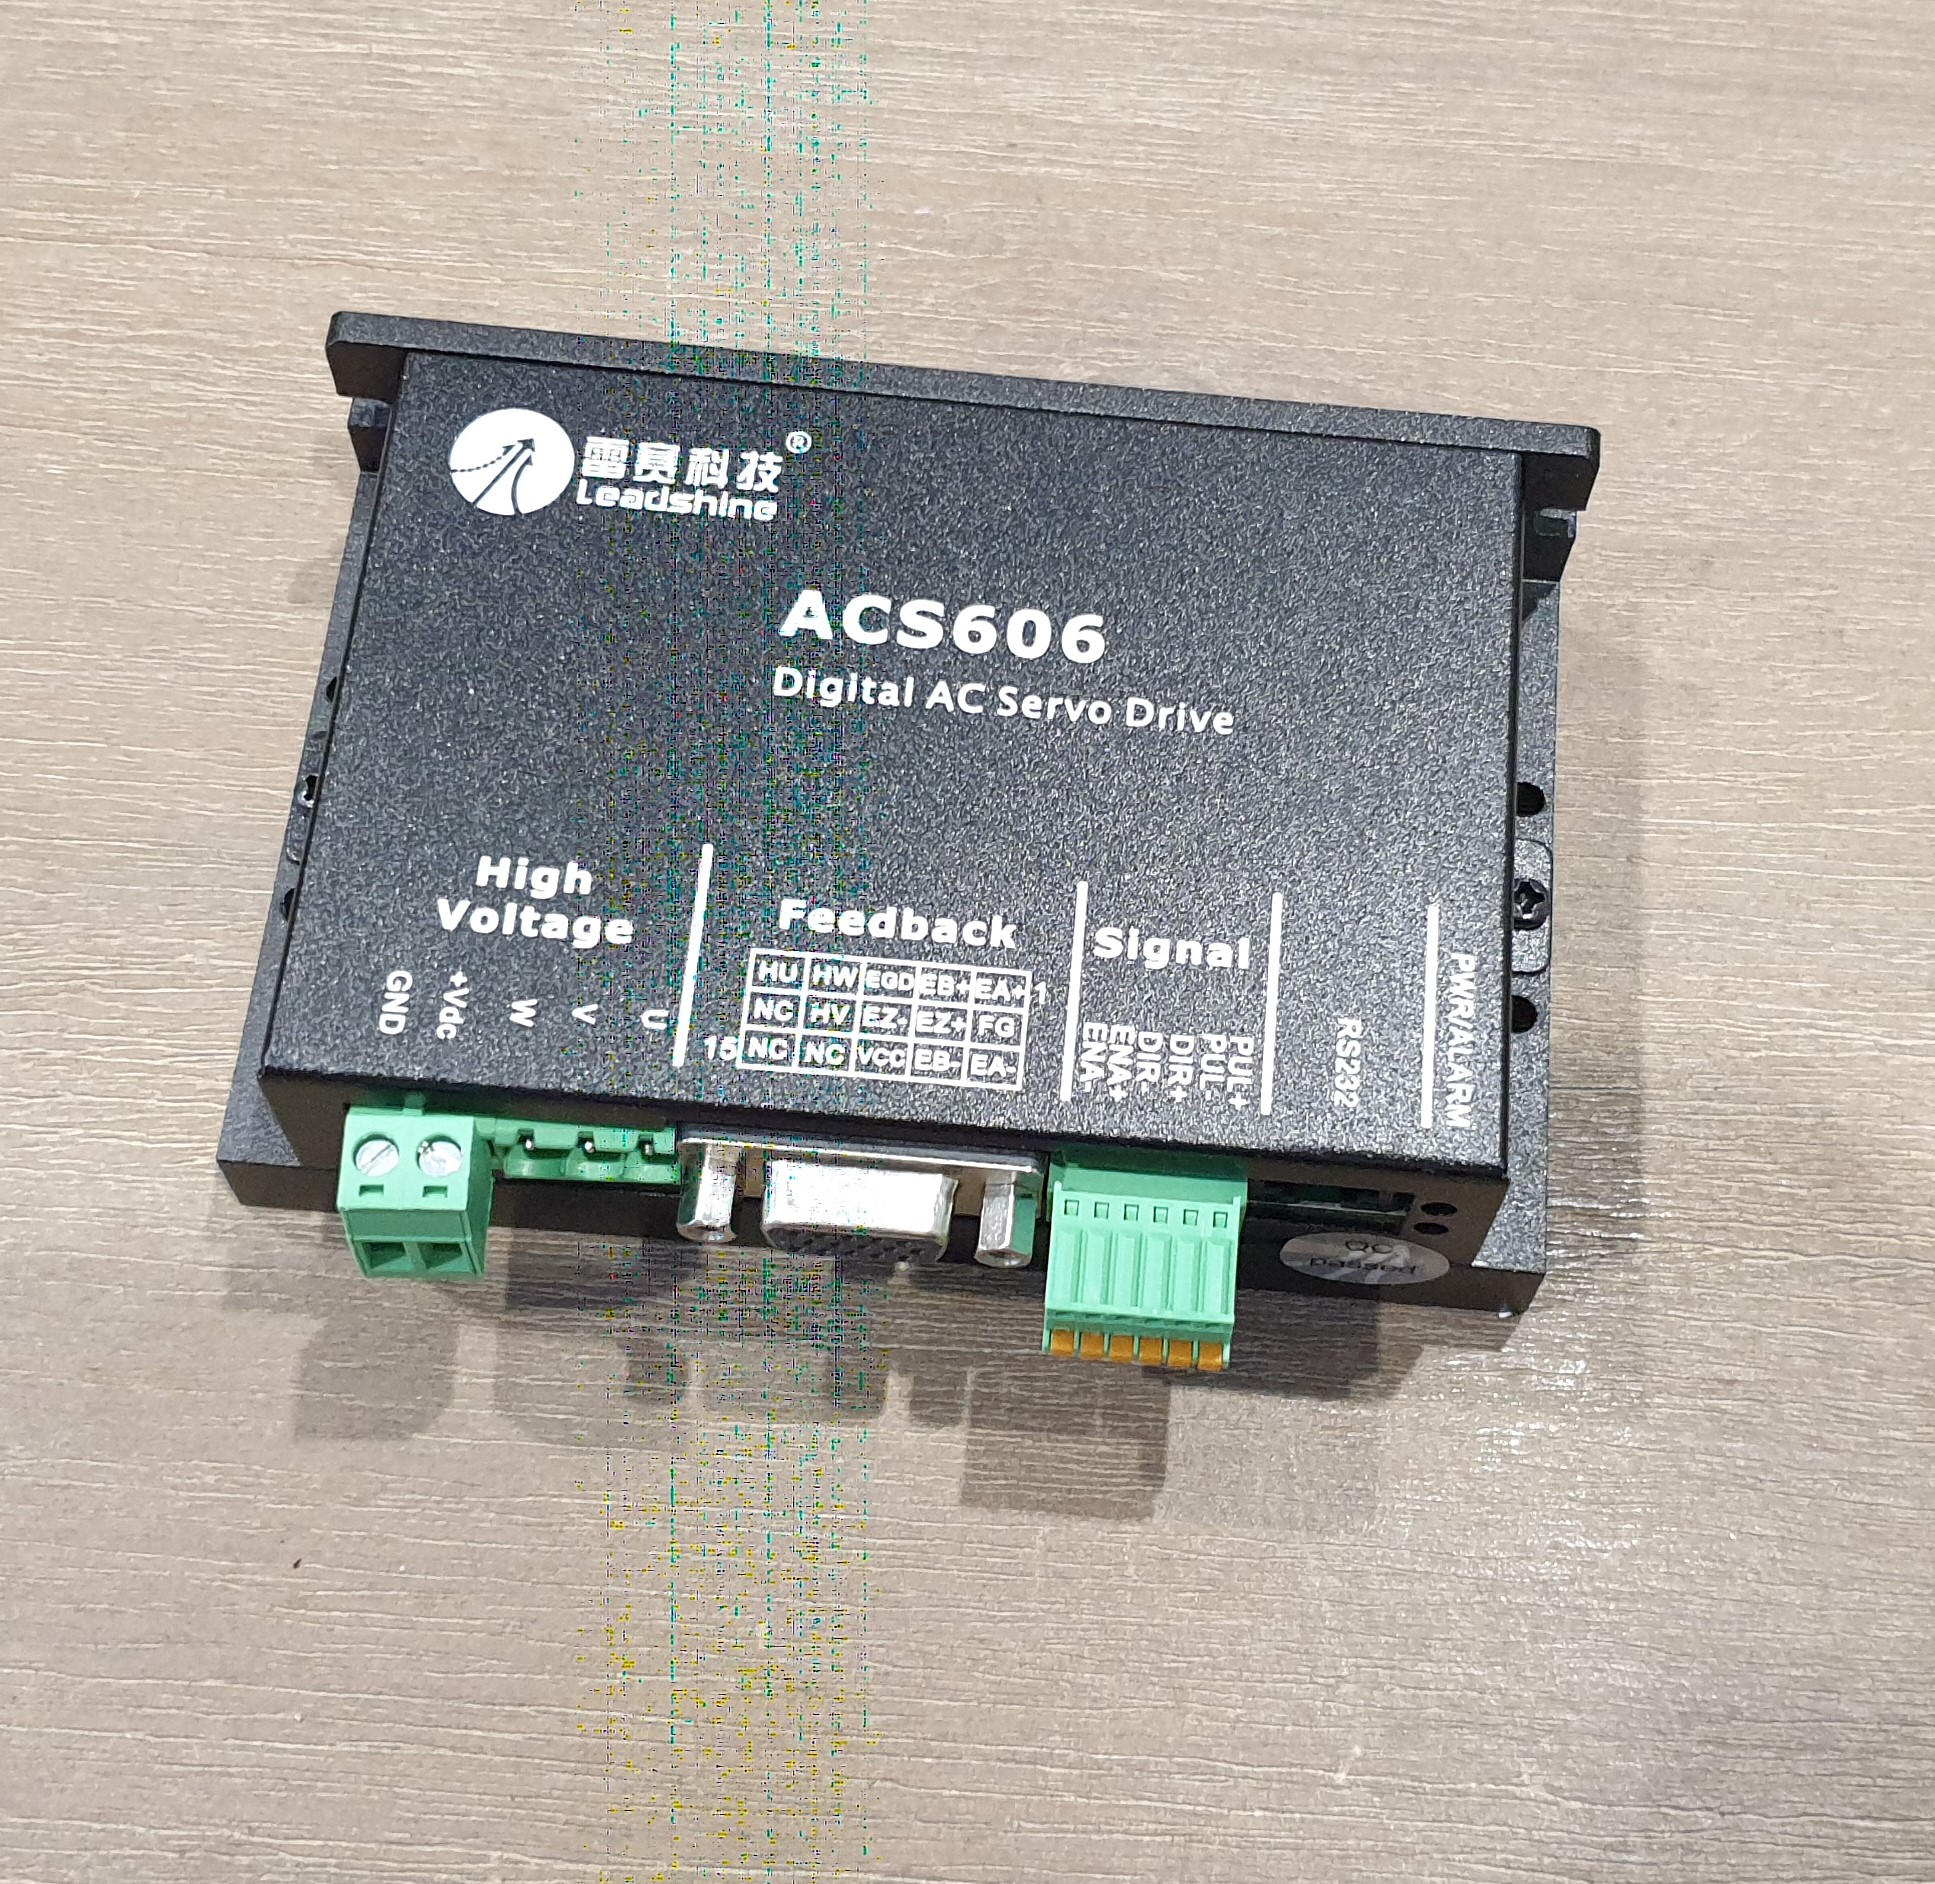 雷赛科技®
Leadshine
ACS606
Digital AC Servo Drive
High
Voltage
GND
+Vdc
W
V
U
Feedback
HU HW EGD EB+ EA+ 1
NC HV EZ- EZ+ FG
15 NC NC VCC EB- EA-
Signal
ENA-
ENA+
DIR-
DIR+
PUL-
PUL+
RS232
PWR/ALARM
QC
passed